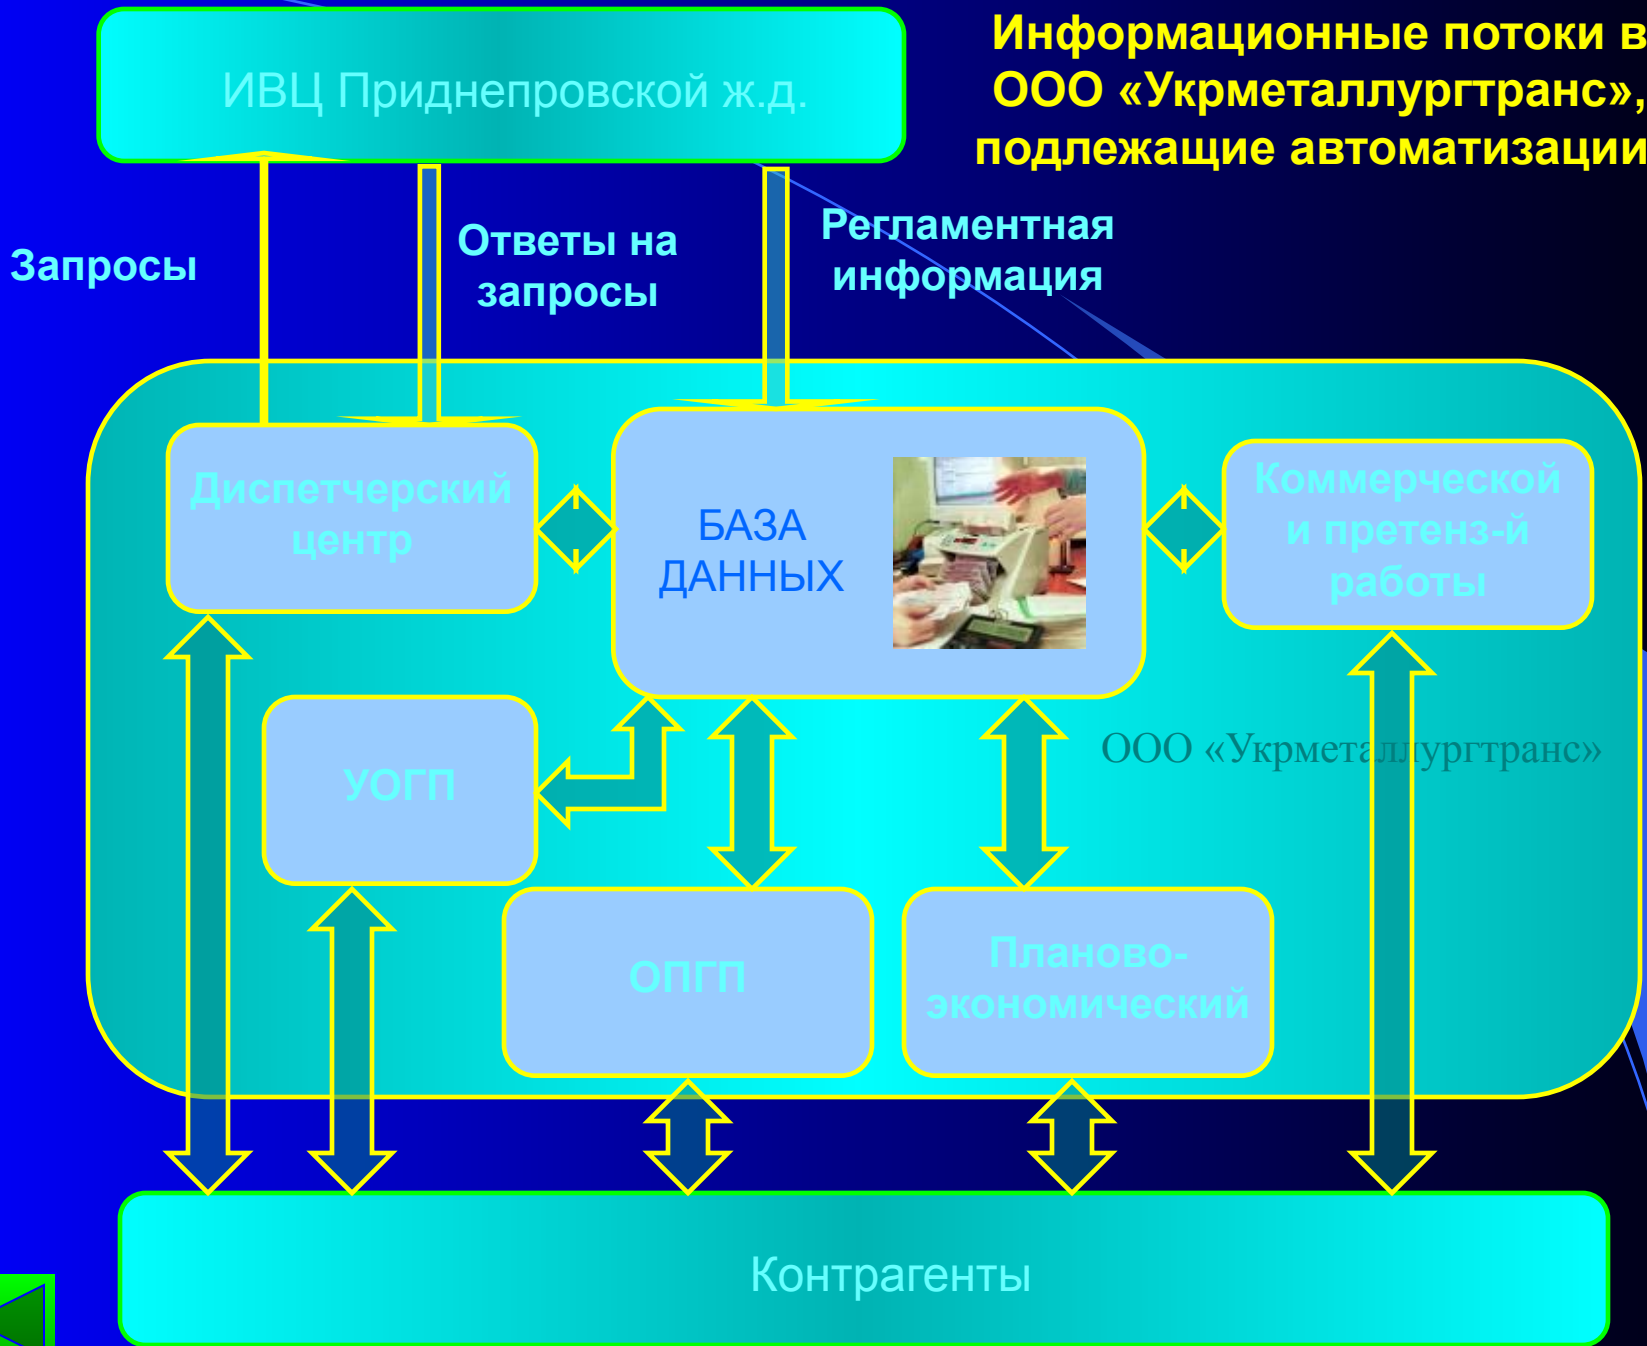 Информационные потоки в
ООО «Укрметаллургтранс»,
подлежащие автоматизации
ИВЦ Приднепровской ж.д.
Запросы
Ответы на
запросы
Регламентная
информация
Диспетчерский
центр
БАЗА
ДАННЫХ
Коммерческой
и претенз-й
работы
ООО «Укрметаллургтранс»
УОГП
ОПГП
Планово-
экономический
Контрагенты